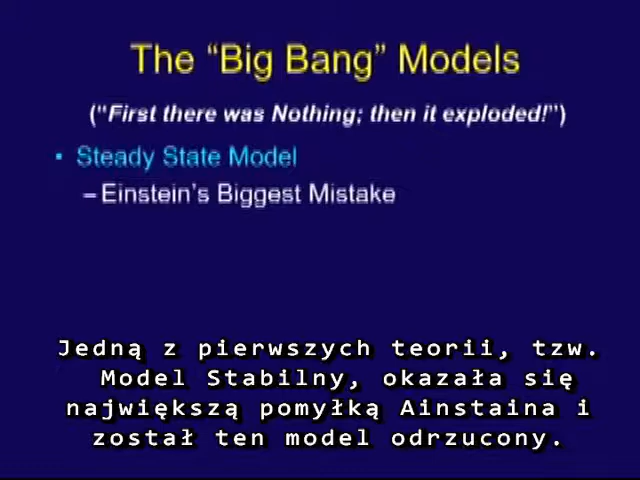 The “Big Bang” Models
(“First there was Nothing; then it exploded!”)
• Steady State Model
– Einstein’s Biggest Mistake
Jedną z pierwszych teorii, tzw.
Model Stabilny, okazała się
największą pomyłką Ainstaina i
został ten model odrzucony.